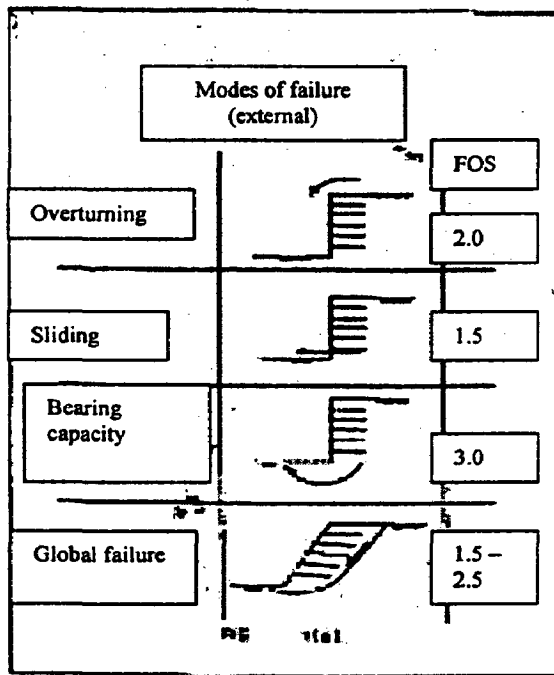 Modes of failure
(external)
FOS
Overturning
2.0
Sliding
1.5
Bearing
capacity
3.0
Global failure
1.5 –
2.5